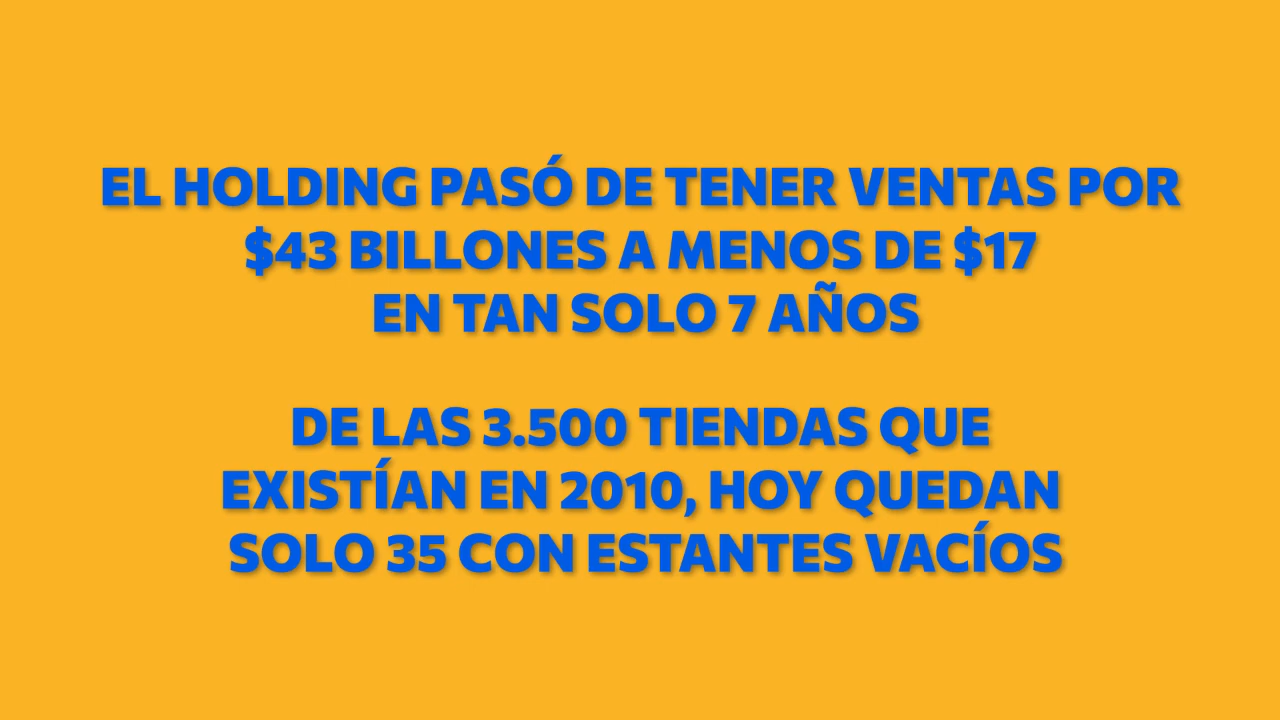 EL HOLDING PASÓ DE TENER VENTAS POR
$43 BILLONES A MENOS DE $17
EN TAN SOLO 7 AÑOS
DE LAS 3.500 TIENDAS QUE
EXISTÍAN EN 2010, HOY QUEDAN
SOLO 35 CON ESTANTES VACÍOS